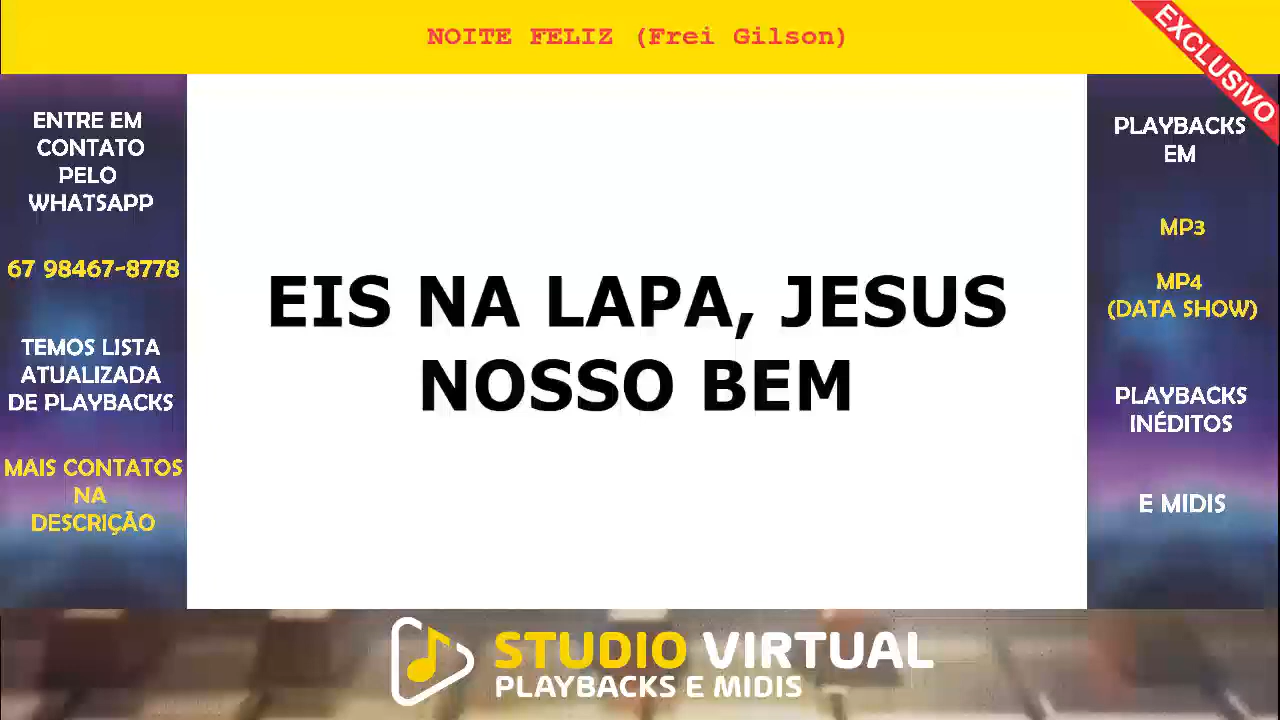 NOITE FELIZ (Frei Gilson)
EXCLUSIVO
ENTRE EM
CONTATO
PELO
WHATSAPP
67 98467-8778
TEMOS LISTA
ATUALIZADA
DE PLAYBACKS
MAIS CONTATOS
NA
DESCRIÇÃO
EIS NA LAPA, JESUS
NOSSO BEM
PLAYBACKS
EM
MP3
MP4
(DATA SHOW)
PLAYBACKS
INÉDITOS
E MIDIS
STUDIO VIRTUAL
PLAYBACKS E MIDIS